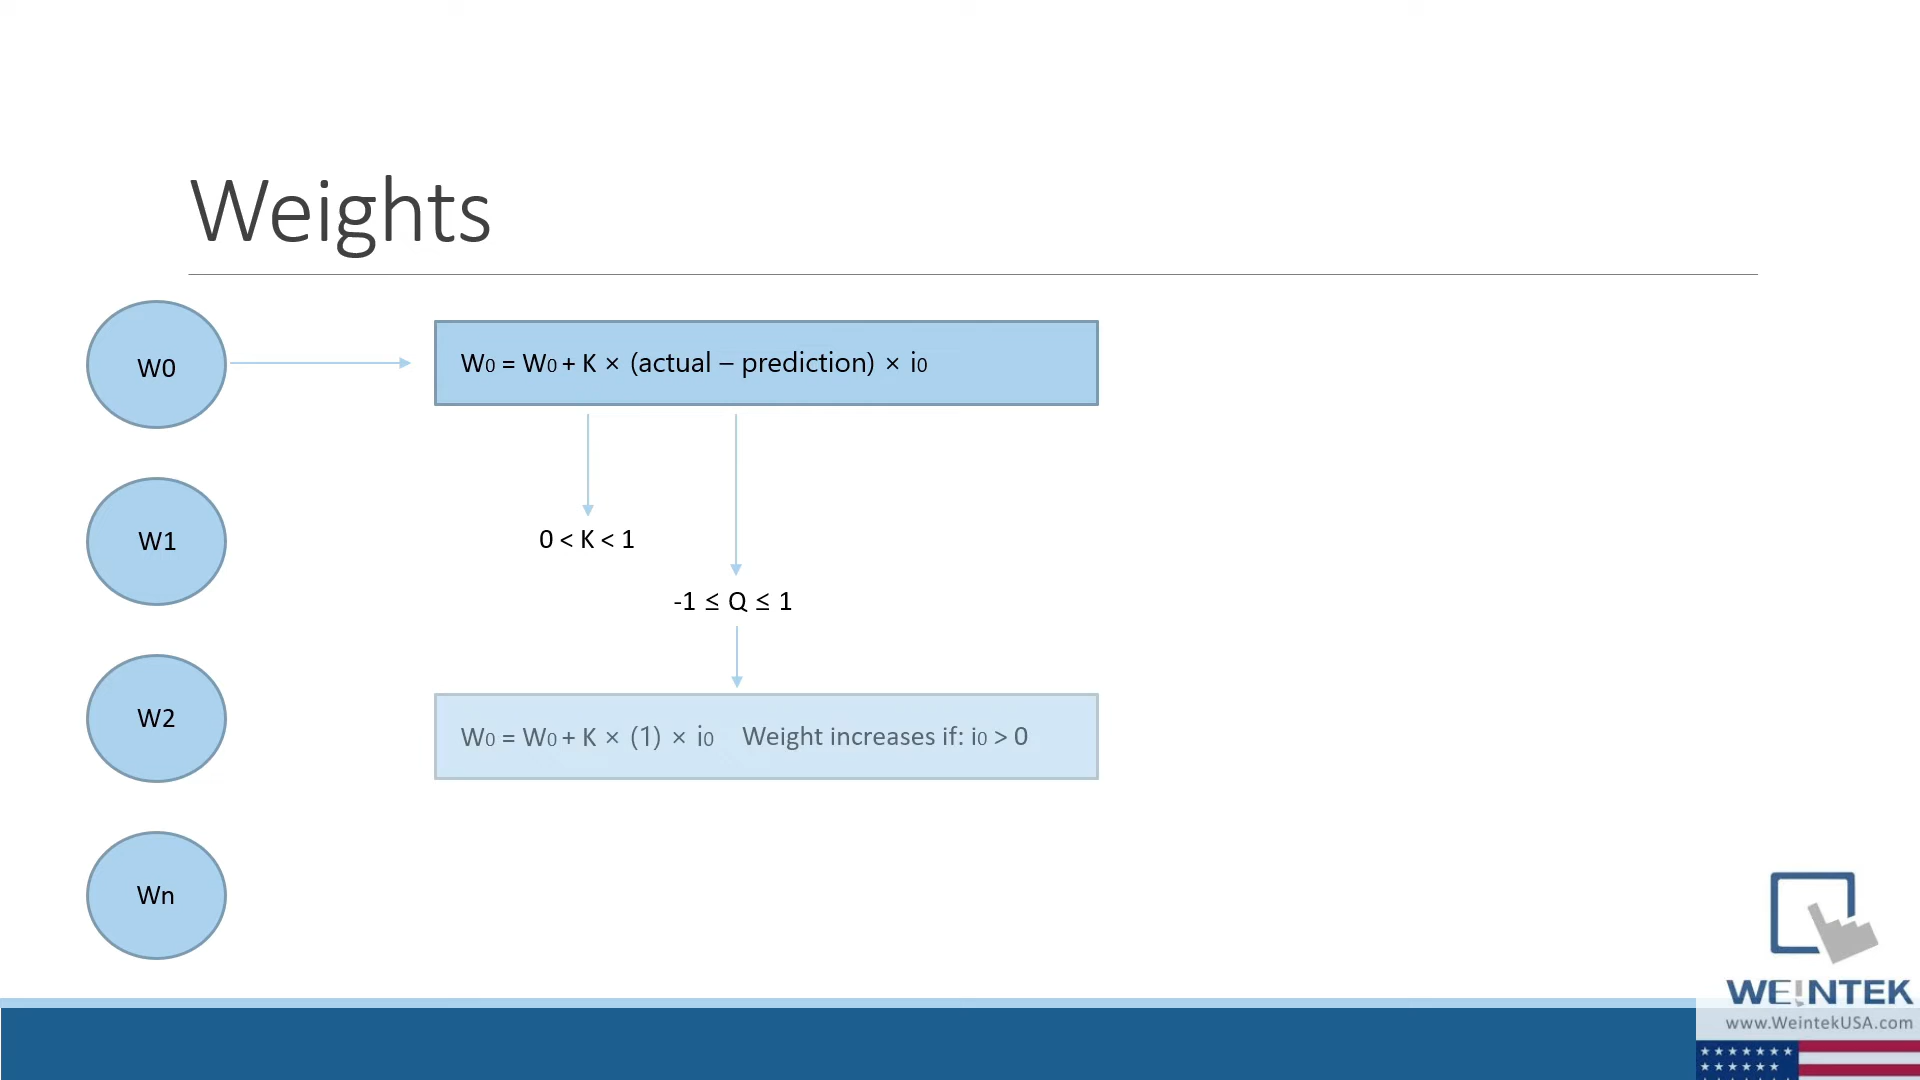 Weights
W0
W0 = W0 + K × (actual – prediction) × i0
W1
0 < K < 1
-1 ≤ Q ≤ 1
W2
W0 = W0 + K × (1) × i0 Weight increases if: i0 > 0
Wn
WEINTEK
www.WeintekUSA.com